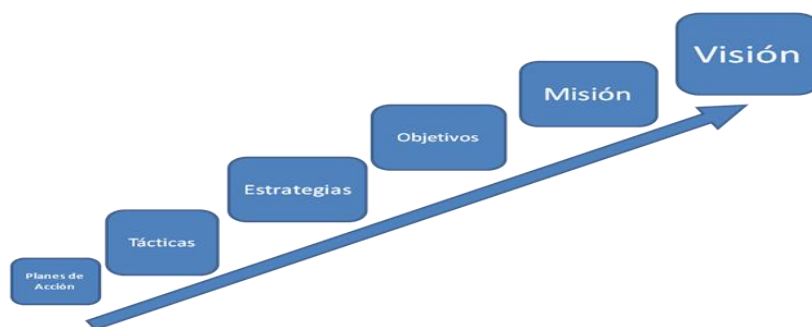 Visión
Misión
Objetivos
Estrategias
Tácticas
Planes de
Acción